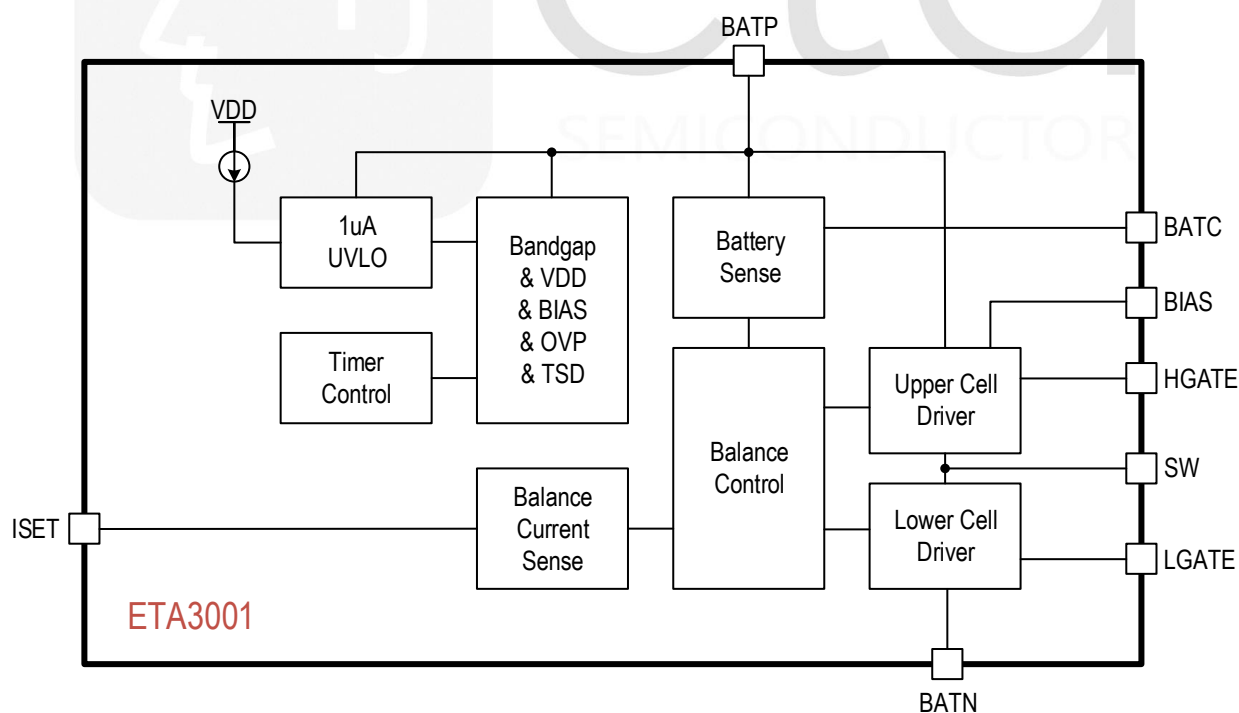 eta
SEMICONDUCTOR
BATP
VDD
1uA
UVLO
Bandgap
& VDD
& BIAS
& OVP
& TSD
Battery
Sense
BATC
BIAS
Timer
Control
Upper Cell
Driver
HGATE
Balance
Control
SW
ISET
Balance
Current
Sense
Lower Cell
Driver
LGATE
ETA3001
BATN